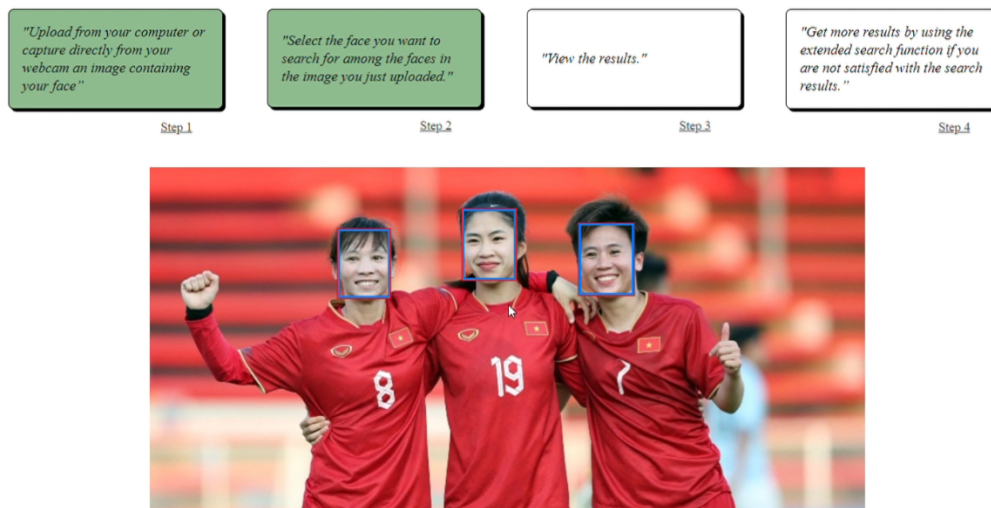 "Upload from your computer or
capture directly from your
webcam an image containing
your face"
Step 1
"Select the face you want to
search for among the faces in
the image you just uploaded."
Step 2
"View the results."
Step 3
"Get more results by using the
extended search function if you
are not satisfied with the search
results."
Step 4
8
19
7